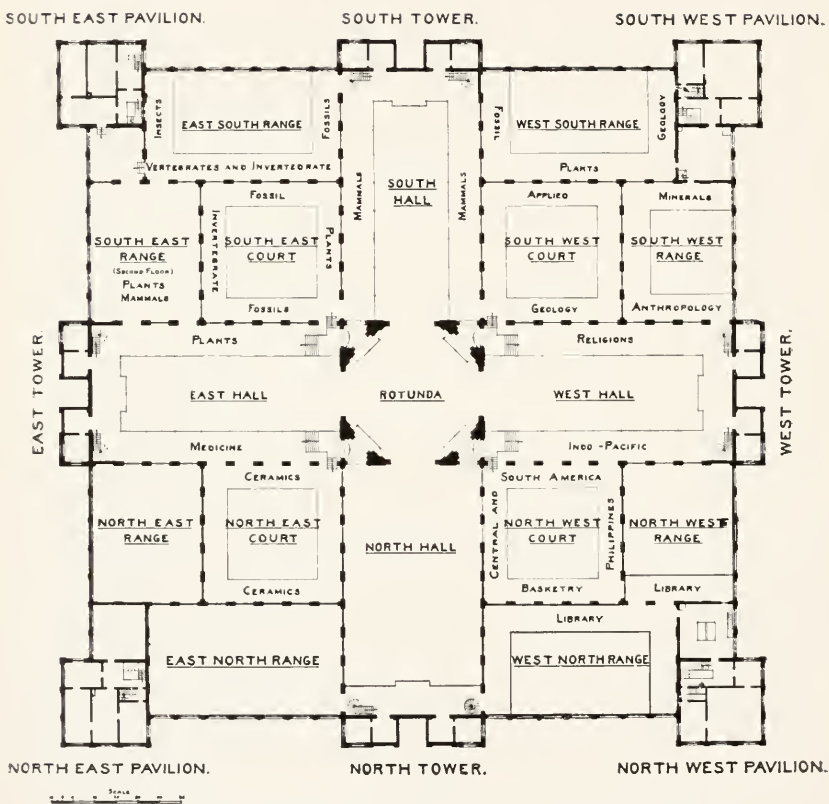 SOUTH EAST PAVILION.
SOUTH TOWER.
SOUTH WEST PAVILION.
INSECTS
EAST SOUTH RANGE
FOSSILS
VERTEBRATES AND INVERTEBRATE
MAMMALS
SOUTH
HALL
MAMMALS
FOSSIL
WEST SOUTH RANGE
GEOLOGY
PLANTS
SOUTH EAST
RANGE
(SECOND FLOOR)
PLANTS
MAMMALS
FOSSIL
INVERTEBRATE
SOUTH EAST
COURT
PLANTS
FOSSILS
APPLIED
SOUTH WEST
COURT
GEOLOGY
MINERALS
SOUTH WEST
RANGE
ANTHROPOLOGY
EAST TOWER.
PLANTS
EAST HALL
MEDICINE
ROTUNDA
RELIGIONS
WEST HALL
INDO-PACIFIC
WEST TOWER.
NORTH EAST
RANGE
CERAMICS
NORTH EAST
COURT
CERAMICS
NORTH HALL
SOUTH AMERICA
CENTRAL AND
NORTH WEST
COURT
PHILIPPINES
BASKETRY
NORTH WEST
RANGE
LIBRARY
EAST NORTH RANGE
LIBRARY
WEST NORTH RANGE
NORTH EAST PAVILION.
NORTH TOWER.
NORTH WEST PAVILION.
SCALE